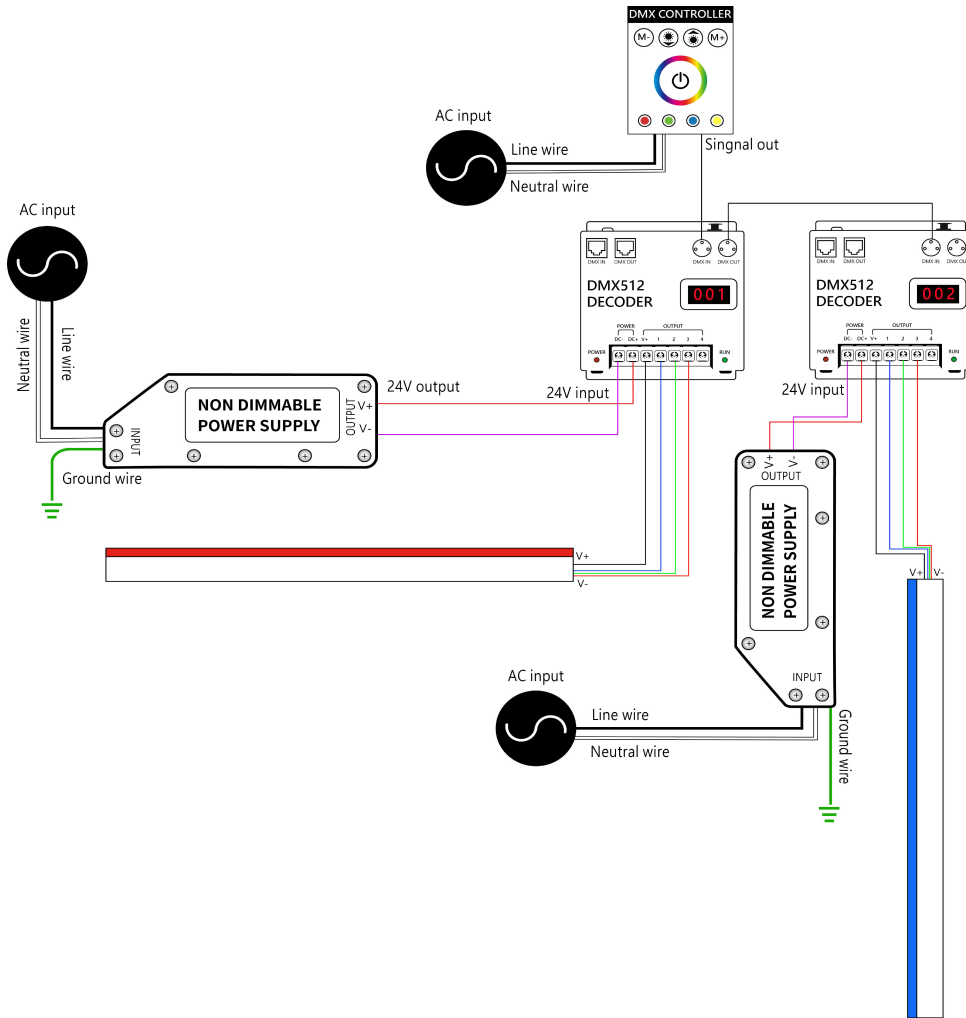 DMX CONTROLLER
M-
M+
AC input
Line wire
Neutral wire
Singnal out
AC input
Neutral wire
Line wire
DMX IN
DMX OUT
DMX IN
DMX OUT
DMX512
DECODER
001
POWER
OUTPUT
DC-
DC+
V+
1
2
3
4
POWER
RUN
DMX IN
DMX OUT
DMX IN
DMX OU
DMX512
DECODER
002
POWER
OUTPUT
DC-
DC+
V+
1
2
3
4
POWER
RUN
24V output
24V input
24V input
NON DIMMABLE
POWER SUPPLY
INPUT
OUTPUT
V+
V-
Ground wire
V+
V-
V+
V-
OUTPUT
NON DIMMABLE
POWER SUPPLY
INPUT
V+
V-
AC input
Line wire
Neutral wire
Ground wire